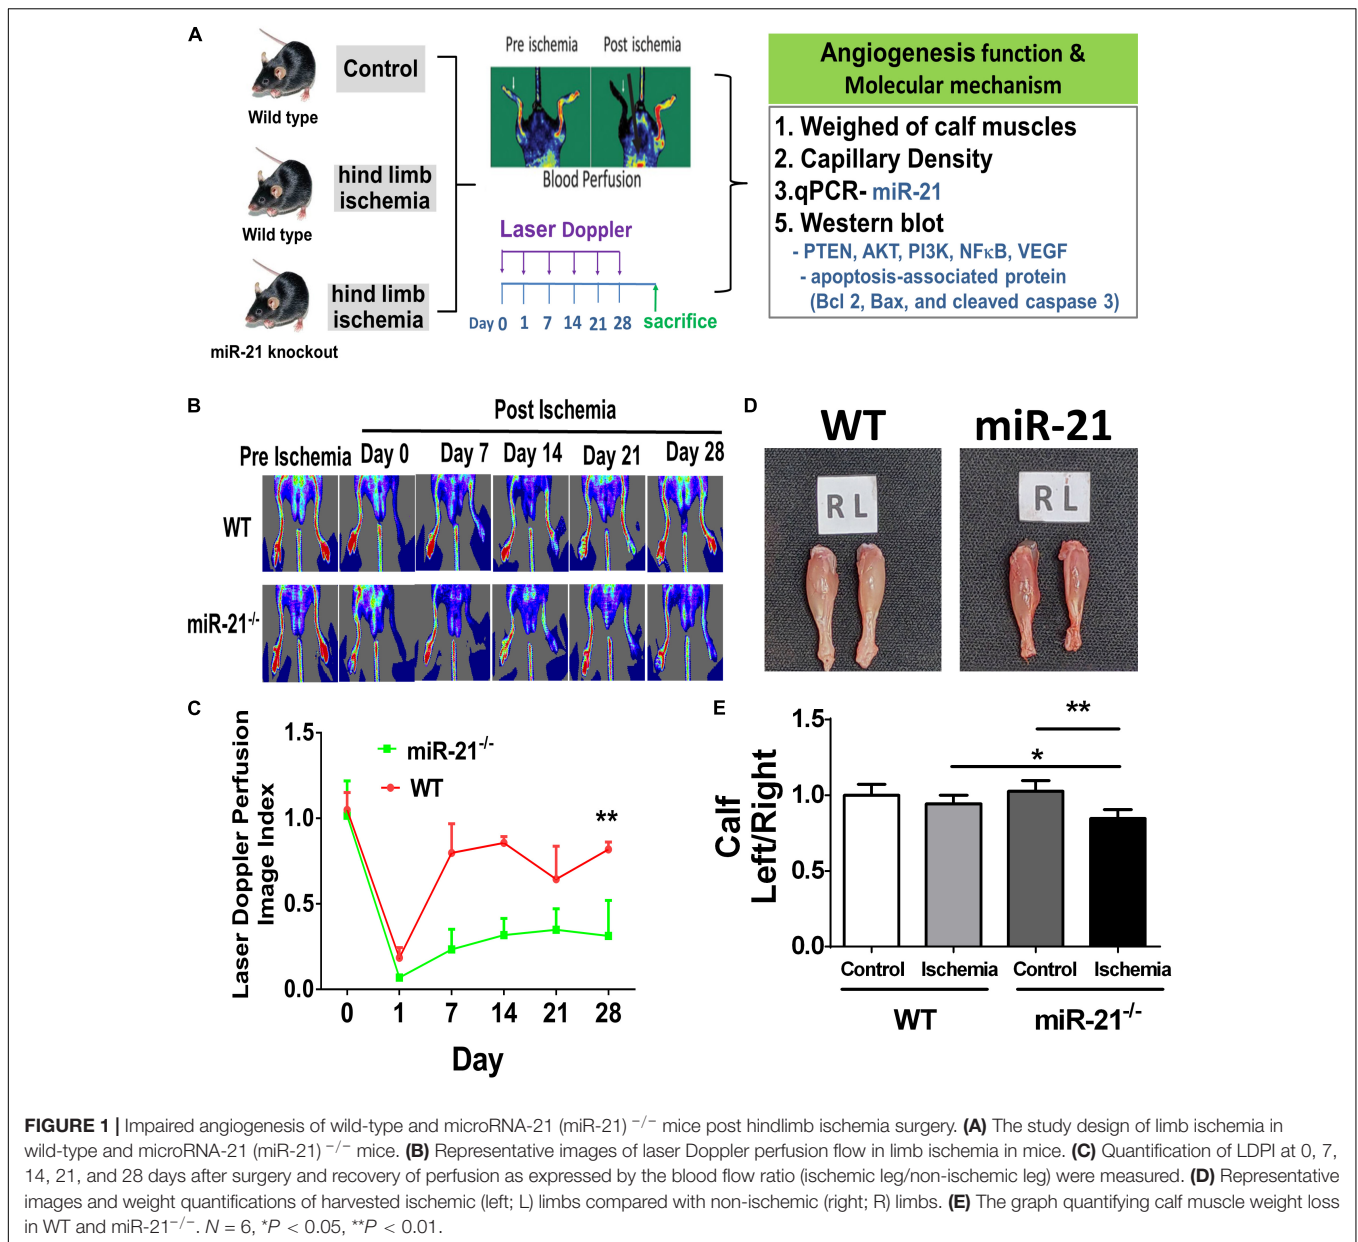 A
Wild type
Control
Wild type
hind limb
ischemia
miR-21 knockout
hind limb
ischemia
Pre ischemia
Post ischemia
Blood Perfusion
Laser Doppler
Day 0 1 7 14 21 28 sacrifice
Angiogenesis function &
Molecular mechanism
1. Weighed of calf muscles
2. Capillary Density
3.qPCR- miR-21
5. Western blot
- PTEN, AKT, PI3K, NFκB, VEGF
- apoptosis-associated protein
(Bcl 2, Bax, and cleaved caspase 3)
B
Post Ischemia
Pre Ischemia Day 0 Day 7 Day 14 Day 21 Day 28
WT
miR-21-/-
C
Laser Doppler Perfusion
Image Index
1.5
1.0
0.5
0.0
miR-21-/-
WT
**
0 1 7 14 21 28
Day
D
WT
miR-21
R L
R L
E
Calf
Left/Right
1.5
1.0
0.5
0.0
**
*
Control Ischemia Control Ischemia
WT
miR-21-/-
FIGURE 1 | Impaired angiogenesis of wild-type and microRNA-21 (miR-21) −/− mice post hindlimb ischemia surgery. (A) The study design of limb ischemia in
wild-type and microRNA-21 (miR-21) −/− mice. (B) Representative images of laser Doppler perfusion flow in limb ischemia in mice. (C) Quantification of LDPI at 0, 7,
14, 21, and 28 days after surgery and recovery of perfusion as expressed by the blood flow ratio (ischemic leg/non-ischemic leg) were measured. (D) Representative
images and weight quantifications of harvested ischemic (left; L) limbs compared with non-ischemic (right; R) limbs. (E) The graph quantifying calf muscle weight loss
in WT and miR-21−/−. N = 6, *P < 0.05, **P < 0.01.